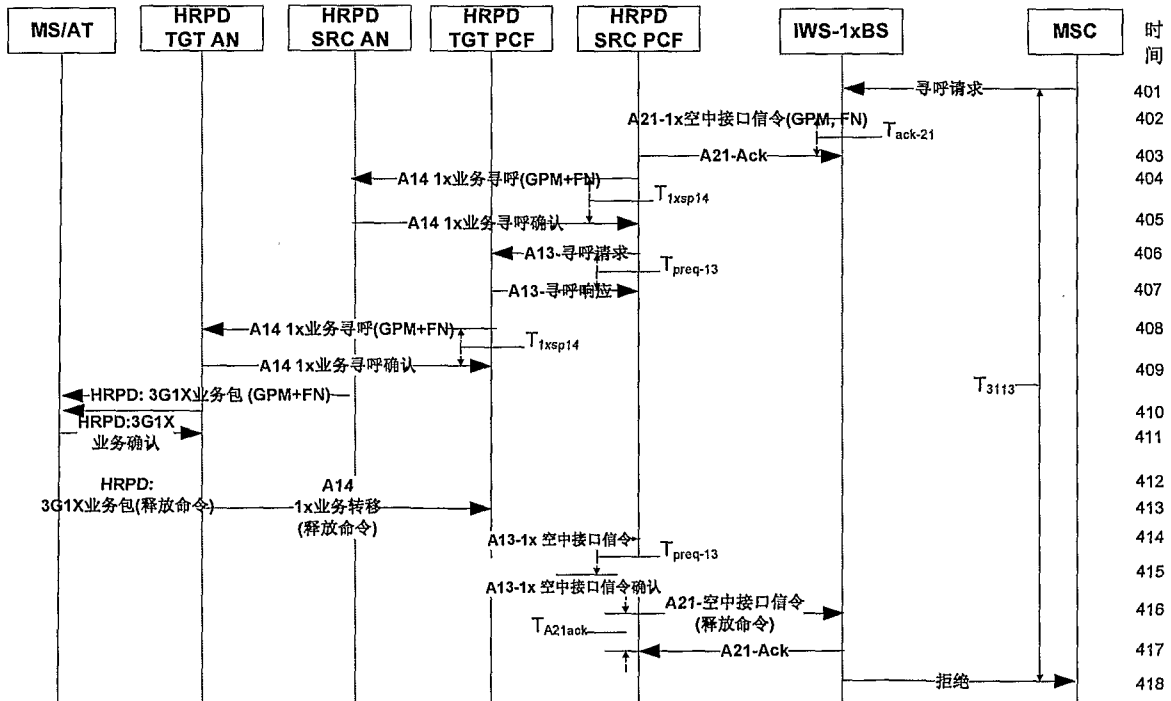 MS/AT
HRPD
TGT AN
HRPD
SRC AN
HRPD
TGT PCF
HRPD
SRC PCF
IWS-1xBS
MSC
时
间
寻呼请求
401
A21-1x空中接口信令(GPM, FN)
402
Tack-21
A21-Ack
403
A14 1x业务寻呼(GPM+FN)
404
T1xsp14
A14 1x业务寻呼确认
405
A13-寻呼请求
406
Tpreq-13
A13-寻呼响应
407
A14 1x业务寻呼(GPM+FN)
408
T1xsp14
A14 1x业务寻呼确认
409
T3113
HRPD: 3G1X业务包 (GPM+FN)
410
HRPD:3G1X
业务确认
411
HRPD:
3G1X业务包(释放命令)
412
A14
1x业务转移
(释放命令)
413
A13-1x 空中接口信令
414
Tpreq-13
415
A13-1x 空中接口信令确认
A21-空中接口信令
(释放命令)
416
TA21ack
A21-Ack
417
拒绝
418